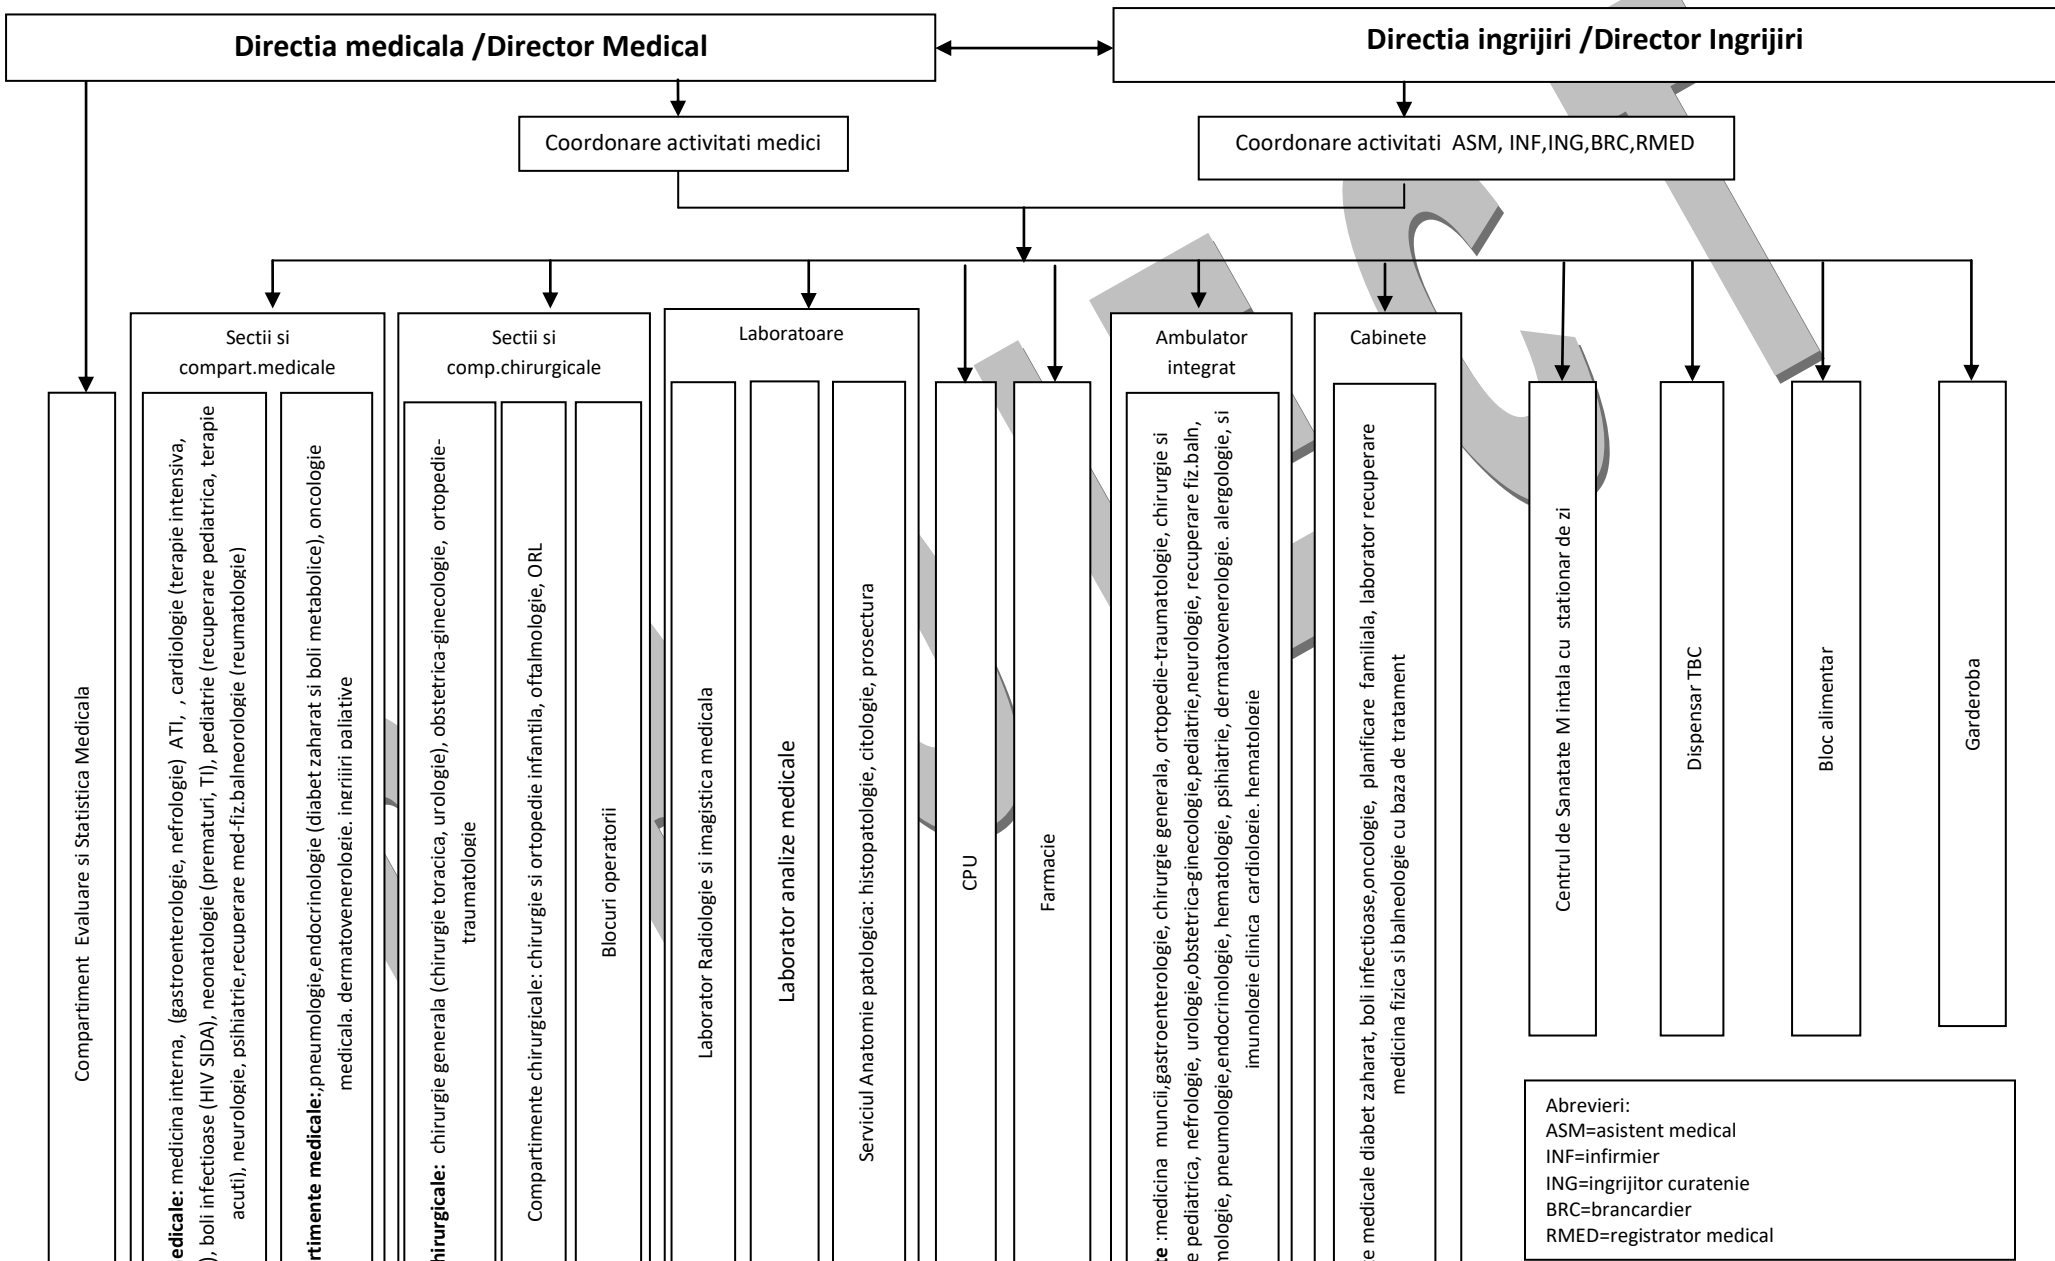 Directia medicala /Director Medical
Directia ingrijiri /Director Ingrijiri
Coordonare activitati medici
Coordonare activitati  ASM, INF,ING,BRC,RMED
Compartiment  Evaluare si Statistica Medicala
Sectii si
compart.medicale
medicina interna, (gastroenterologie, nefrologie)  ATI,  , cardiologie (terapie intensiva,
), boli infectioase (HIV SIDA), neonatologie (prematuri, TI), pediatrie (recuperare pediatrica, terapie
acuti), neurologie, psihiatrie,recuperare med-fiz.balneorologie (reumatologie)
medicale:,pneumologie,endocrinologie (diabet zaharat si boli metabolice), oncologie
medicala, dermatovenerologie, ingrijiri paliative
Sectii si
comp.chirurgicale
chirurgie generala (chirurgie toracica, urologie), obstetrica-ginecologie, ortopedie-
traumatologie
Compartimente chirurgicale: chirurgie si ortopedie infantila, oftalmologie, ORL
Blocuri operatorii
Laboratoare
Laborator Radiologie si imagistica medicala
Laborator analize medicale
Serviciul Anatomie patologica: histopatologie, citologie, prosectura
CPU
Farmacie
Ambulator
integrat
:medicina  muncii,gastroenterologie, chirurgie generala, ortopedie-traumatologie, chirurgie si
pediatrica, nefrologie, urologie,obstetrica-ginecologie,pediatrie,neurologie, recuperare fiz.baln,
pneumologie,endocrinologie, hematologie, psihiatrie, dermatovenerologie. alergologie, si
imunologie clinica  cardiologie, hematologie
Cabinete
medicale diabet zaharat, boli infectioase,oncologie,  planificare  familiala, laborator recuperare
medicina fizica si balneologie cu baza de tratament
Centrul de Sanatate Mintala cu  stationar de zi
Dispensar TBC
Bloc alimentar
Garderoba
Abrevieri:
ASM=asistent medical
INF=infirmier
ING=ingrijitor curatenie
BRC=brancardier
RMED=registrator medical